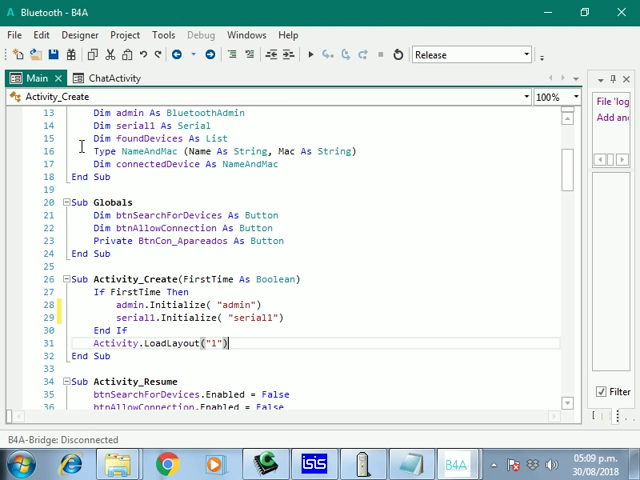 Bluetooth - B4A
File Edit Designer Project Tools Debug Windows Help
Release
Main ChatActivity
Activity_Create 100%
File 'log
Add and
13 Dim admin As BluetoothAdmin
14 Dim serial1 As Serial
15 Dim foundDevices As List
16 Type NameAndMac (Name As String, Mac As String)
17 Dim connectedDevice As NameAndMac
18 End Sub
19
20 Sub Globals
21 Dim btnSearchForDevices As Button
22 Dim btnAllowConnection As Button
23 Private BtnCon_Apareados As Button
24 End Sub
25
26 Sub Activity_Create(FirstTime As Boolean)
27 If FirstTime Then
28 admin.Initialize( "admin")
29 serial1.Initialize( "serial1")
30 End If
31 Activity.LoadLayout("1")
32 End Sub
33
34 Sub Activity_Resume
35 btnSearchForDevices.Enabled = False
36 btnAllowConnection.Enabled = False
Filter
B4A-Bridge: Disconnected
isis
B4A
05:09 p.m.
30/08/2018